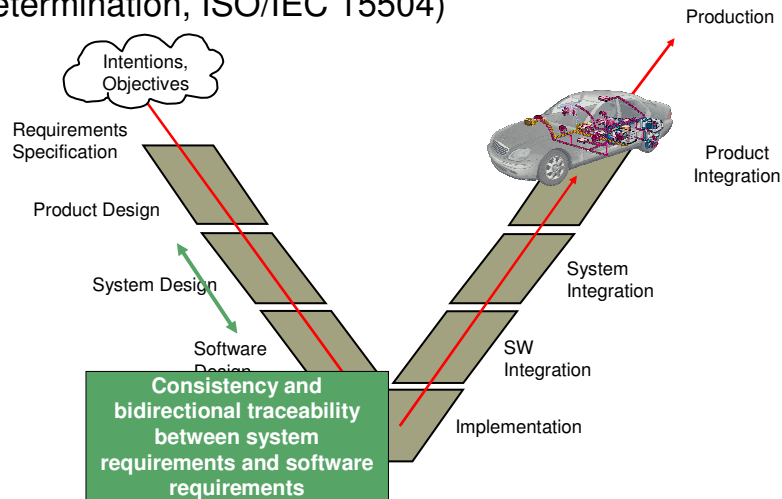 etermination, ISO/IEC 15504)
Production
Intentions,
Objectives
Requirements
Specification
Product
Integration
Product Design
System Design
System
Integration
Software
Design
SW
Integration
Implementation
Consistency and
bidirectional traceability
between system
requirements and software
requirements